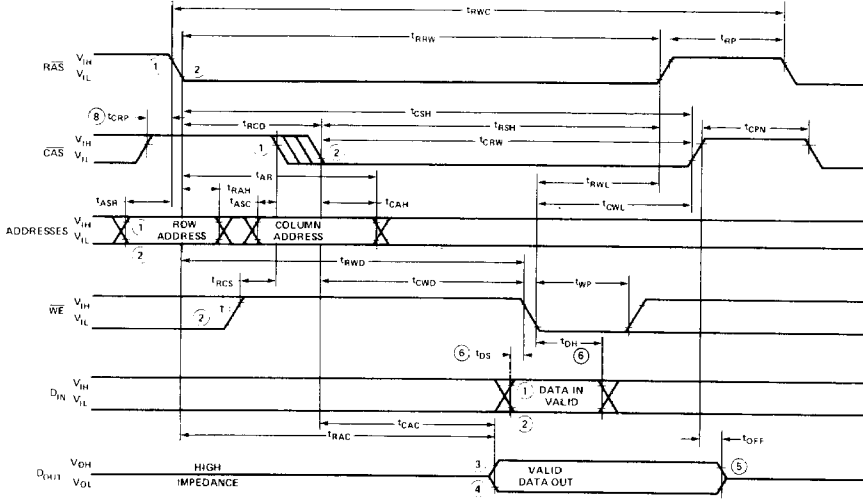 tRWC
tRRW
tRP
RAS VIH VIL
1 2
8 tCRP
tCSH
tRCD
tRSH
tCRW
tCPN
CAS VIH VIL
1 2
tAR
tRAH
tASR
tASC
tCAH
tRWL
tCWL
ADDRESSES VIH VIL
1 ROW ADDRESS
2
COLUMN ADDRESS
tRWD
tRCS
tCWD
tWP
WE VIH VIL
2
6 tDS
tDH
6
DIN VIH VIL
1 DATA IN VALID
2
tCAC
tRAC
tOFF
DOUT VOH VOL
HIGH IMPEDANCE
3
4
VALID DATA OUT
5